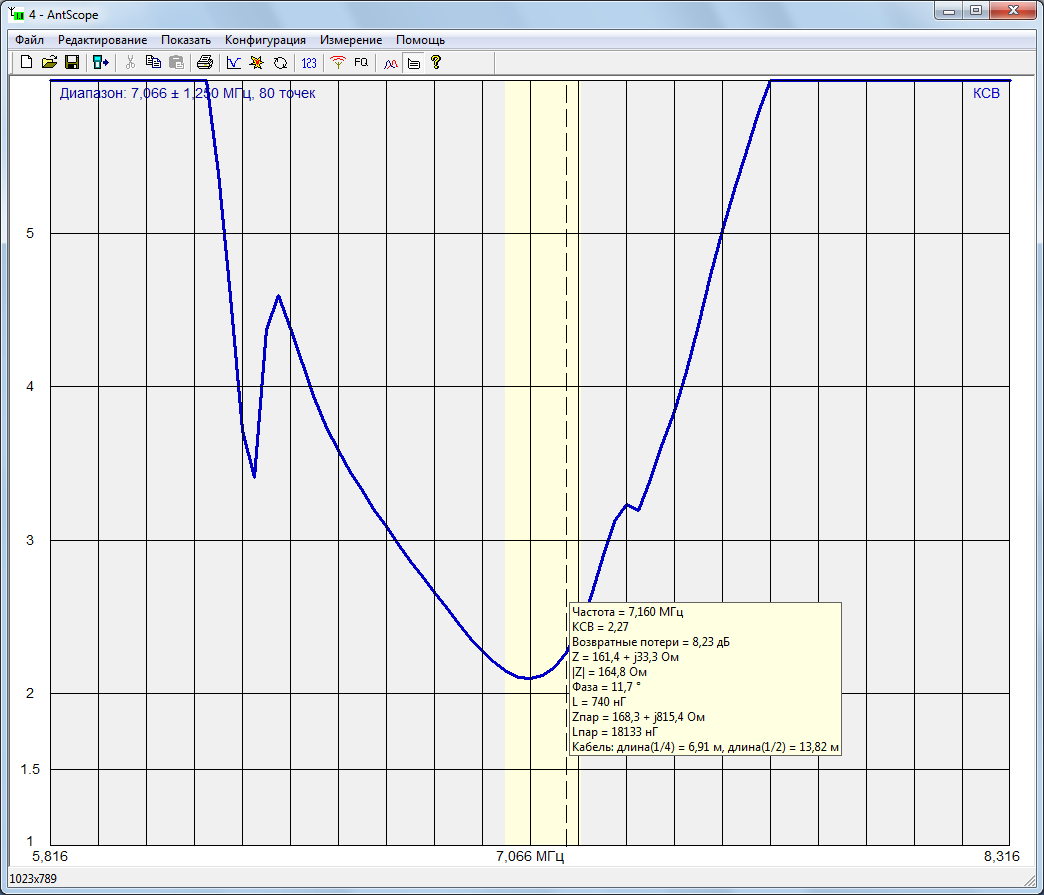 4 - AntScope
Файл Редактирование Показать Конфигурация Измерение Помощь
123 FQ ?
Диапазон: 7,066 ± 1,250 МГц, 80 точек КСВ
5
4
3
2
1.5
1
Частота = 7,160 МГц
КСВ = 2,27
Возвратные потери = 8,23 дБ
Z = 161,4 + j33,3 Ом
|Z| = 164,8 Ом
Фаза = 11,7 °
L = 740 нГ
Zпар = 168,3 + j815,4 Ом
Lпар = 18133 нГ
Кабель: длина(1/4) = 6,91 м, длина(1/2) = 13,82 м
5,816 7,066 МГц 8,316
1023x789